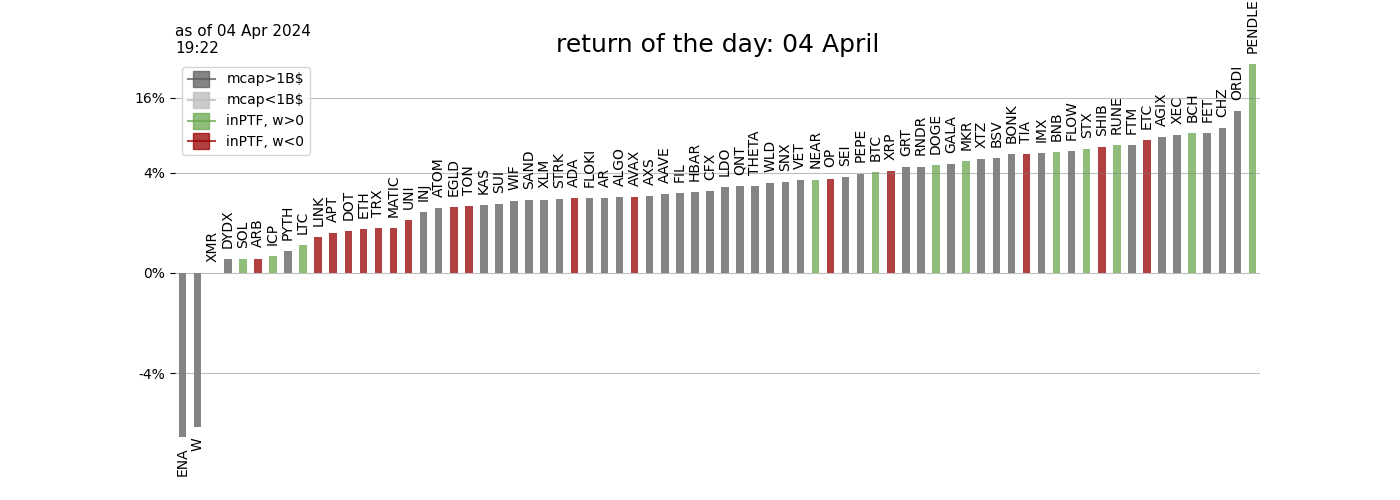 as of 04 Apr 2024
19:22
return of the day: 04 April
mcap>1B$
mcap<1B$
inPTF, w>0
inPTF, w<0
16%
4%
0%
-4%
ENA
W
XMR
DYDX
SOL
ARB
ICP
PYTH
LTC
LINK
APT
DOT
ETH
TRX
MATIC
UNI
INJ
ATOM
EGLD
TON
KAS
SUI
WIF
SAND
XLM
STRK
ADA
FLOKI
AR
ALGO
AVAX
AXS
AAVE
FIL
HBAR
CFX
LDO
QNT
THETA
WLD
SNX
VET
NEAR
OP
SEI
PEPE
BTC
XRP
GRT
RNDR
DOGE
GALA
MKR
XTZ
BSV
BONK
TIA
IMX
BNB
FLOW
STX
SHIB
RUNE
FTM
ETC
AGIX
XEC
BCH
FET
CHZ
ORDI
PENDLE